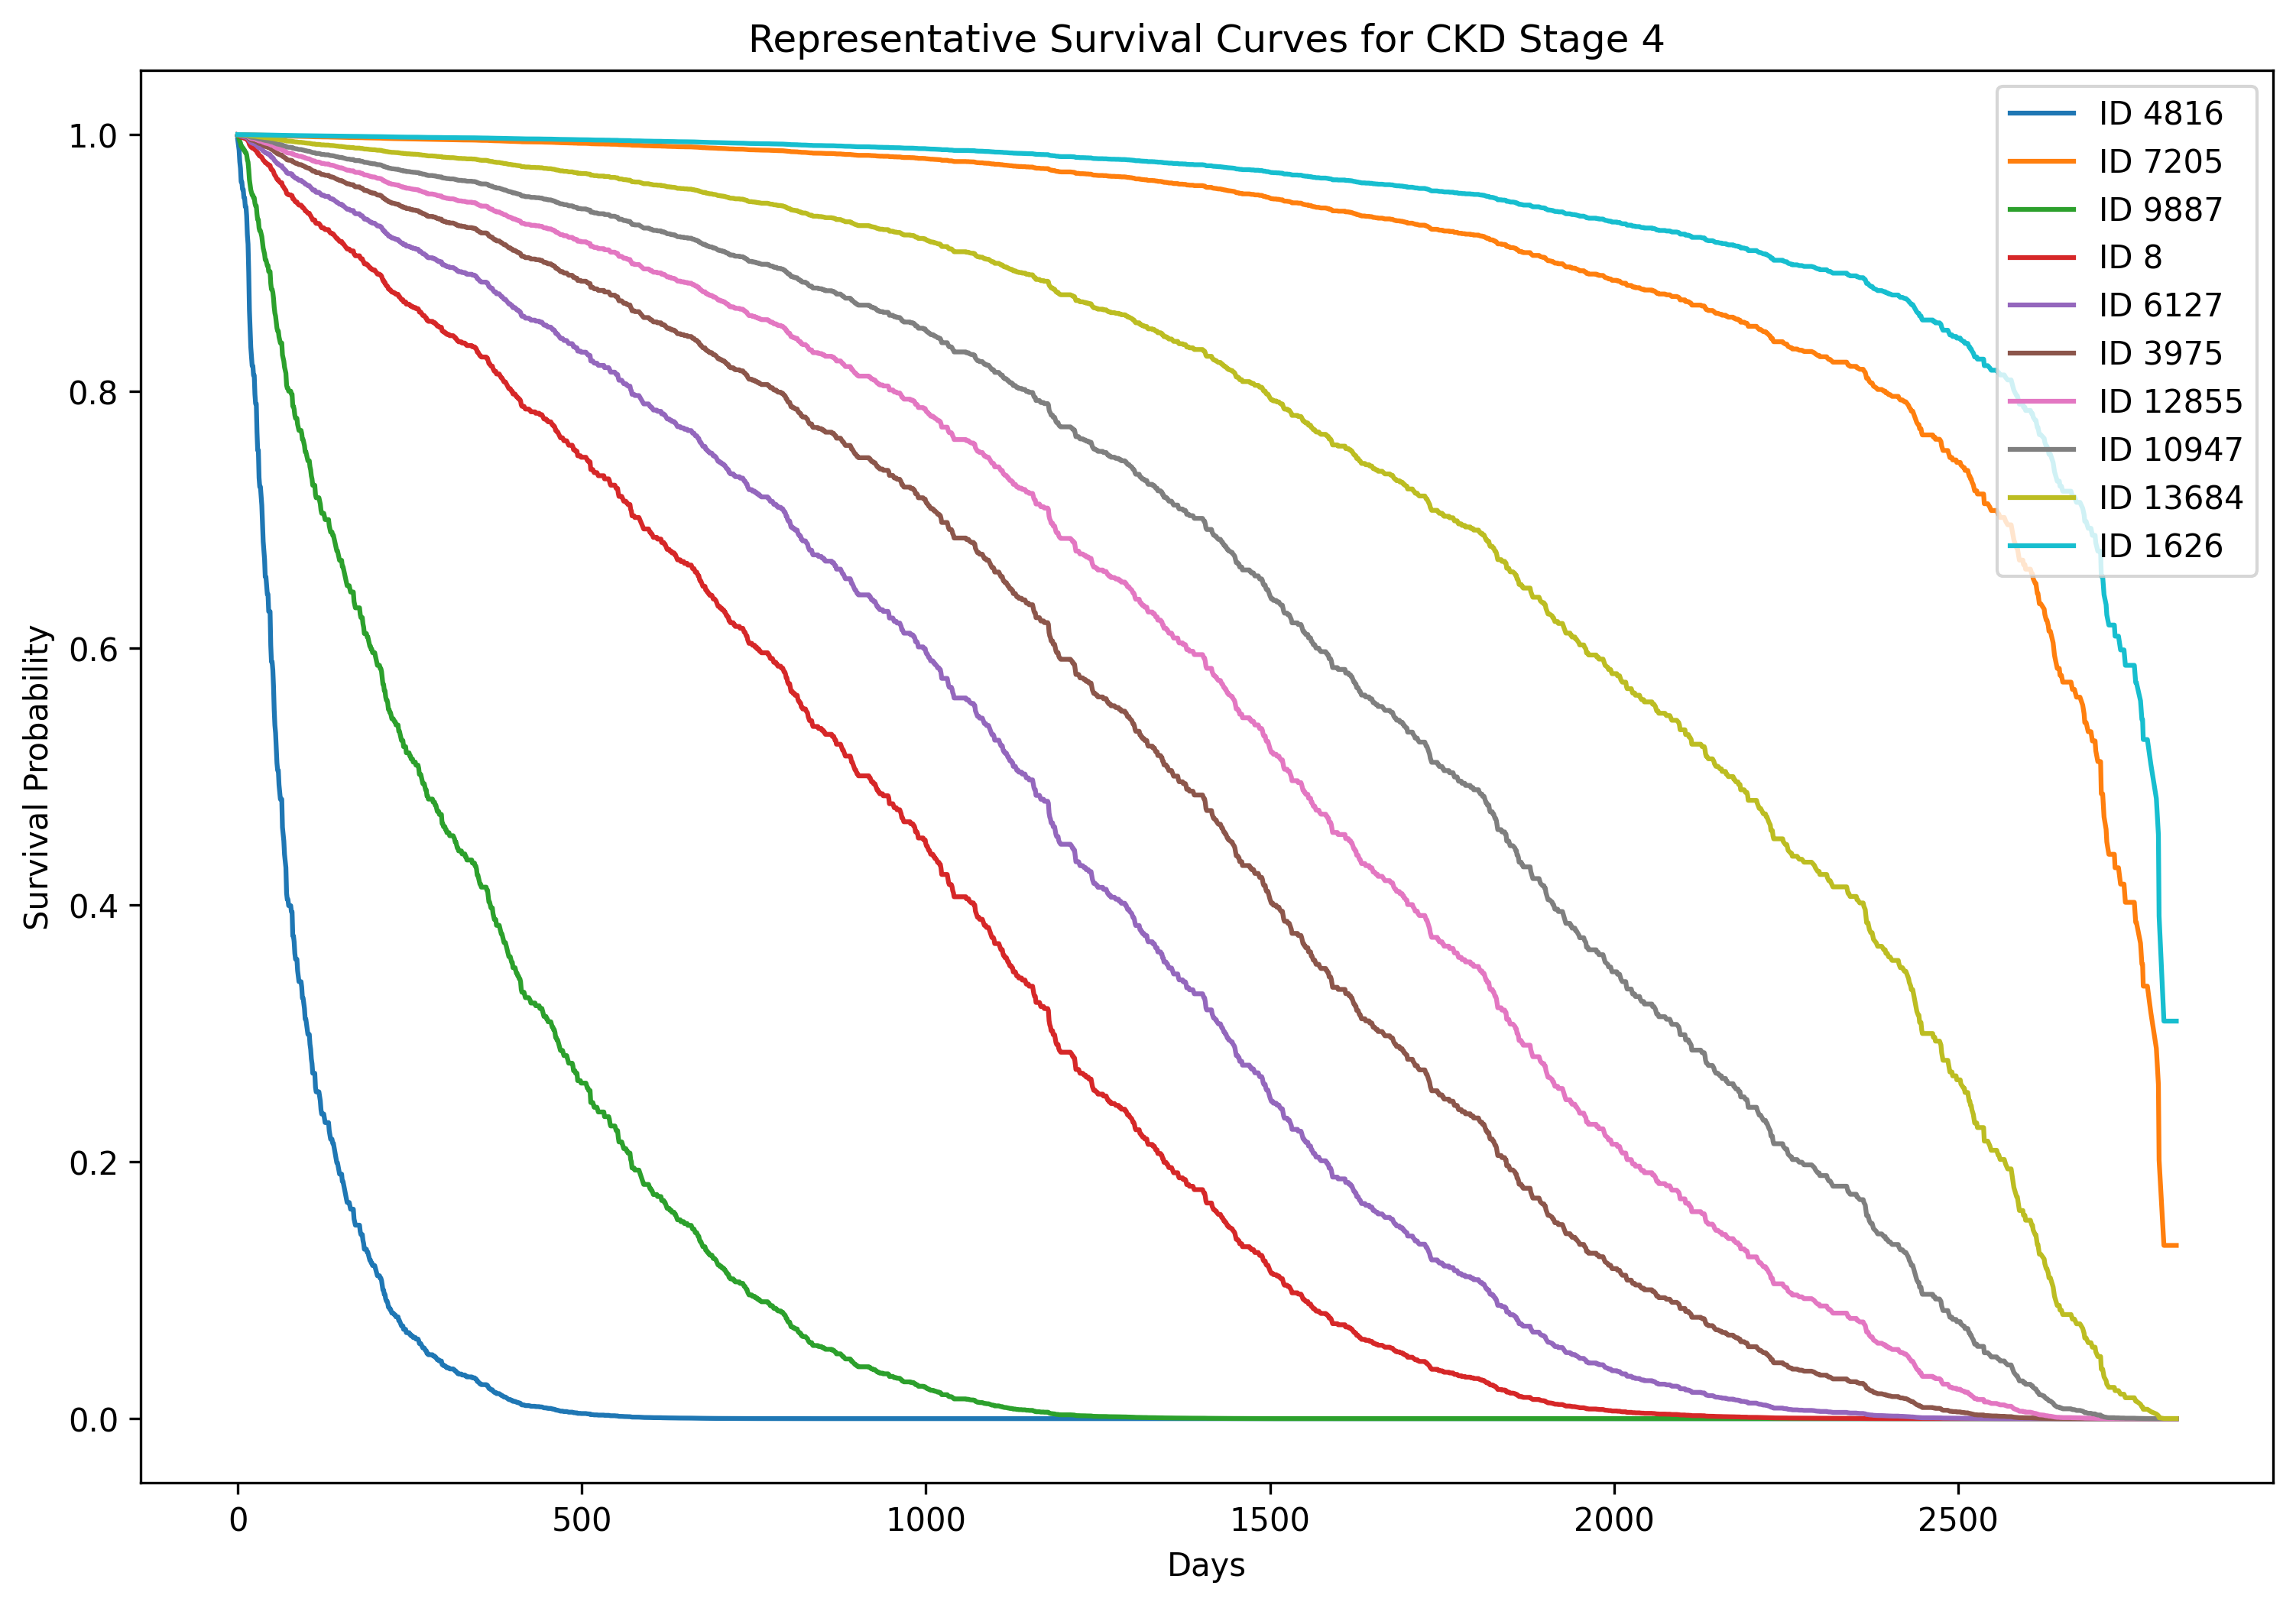 Representative Survival Curves for CKD Stage 4
Survival Probability
1.0
0.8
0.6
0.4
0.2
0.0
ID 4816
ID 7205
ID 9887
ID 8
ID 6127
ID 3975
ID 12855
ID 10947
ID 13684
ID 1626
0 500 1000 1500 2000 2500
Days